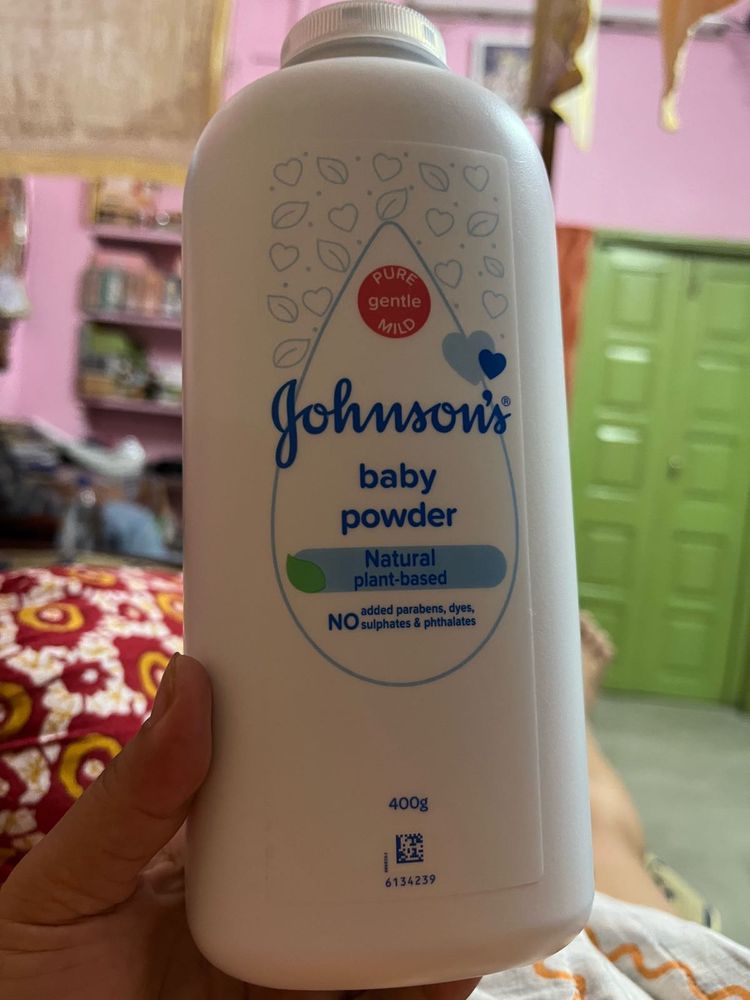 PURE
gentle
MILD
Johnson's®
baby
powder
Natural
plant-based
NO added parabens, dyes,
sulphates & phthalates
400g
6134239